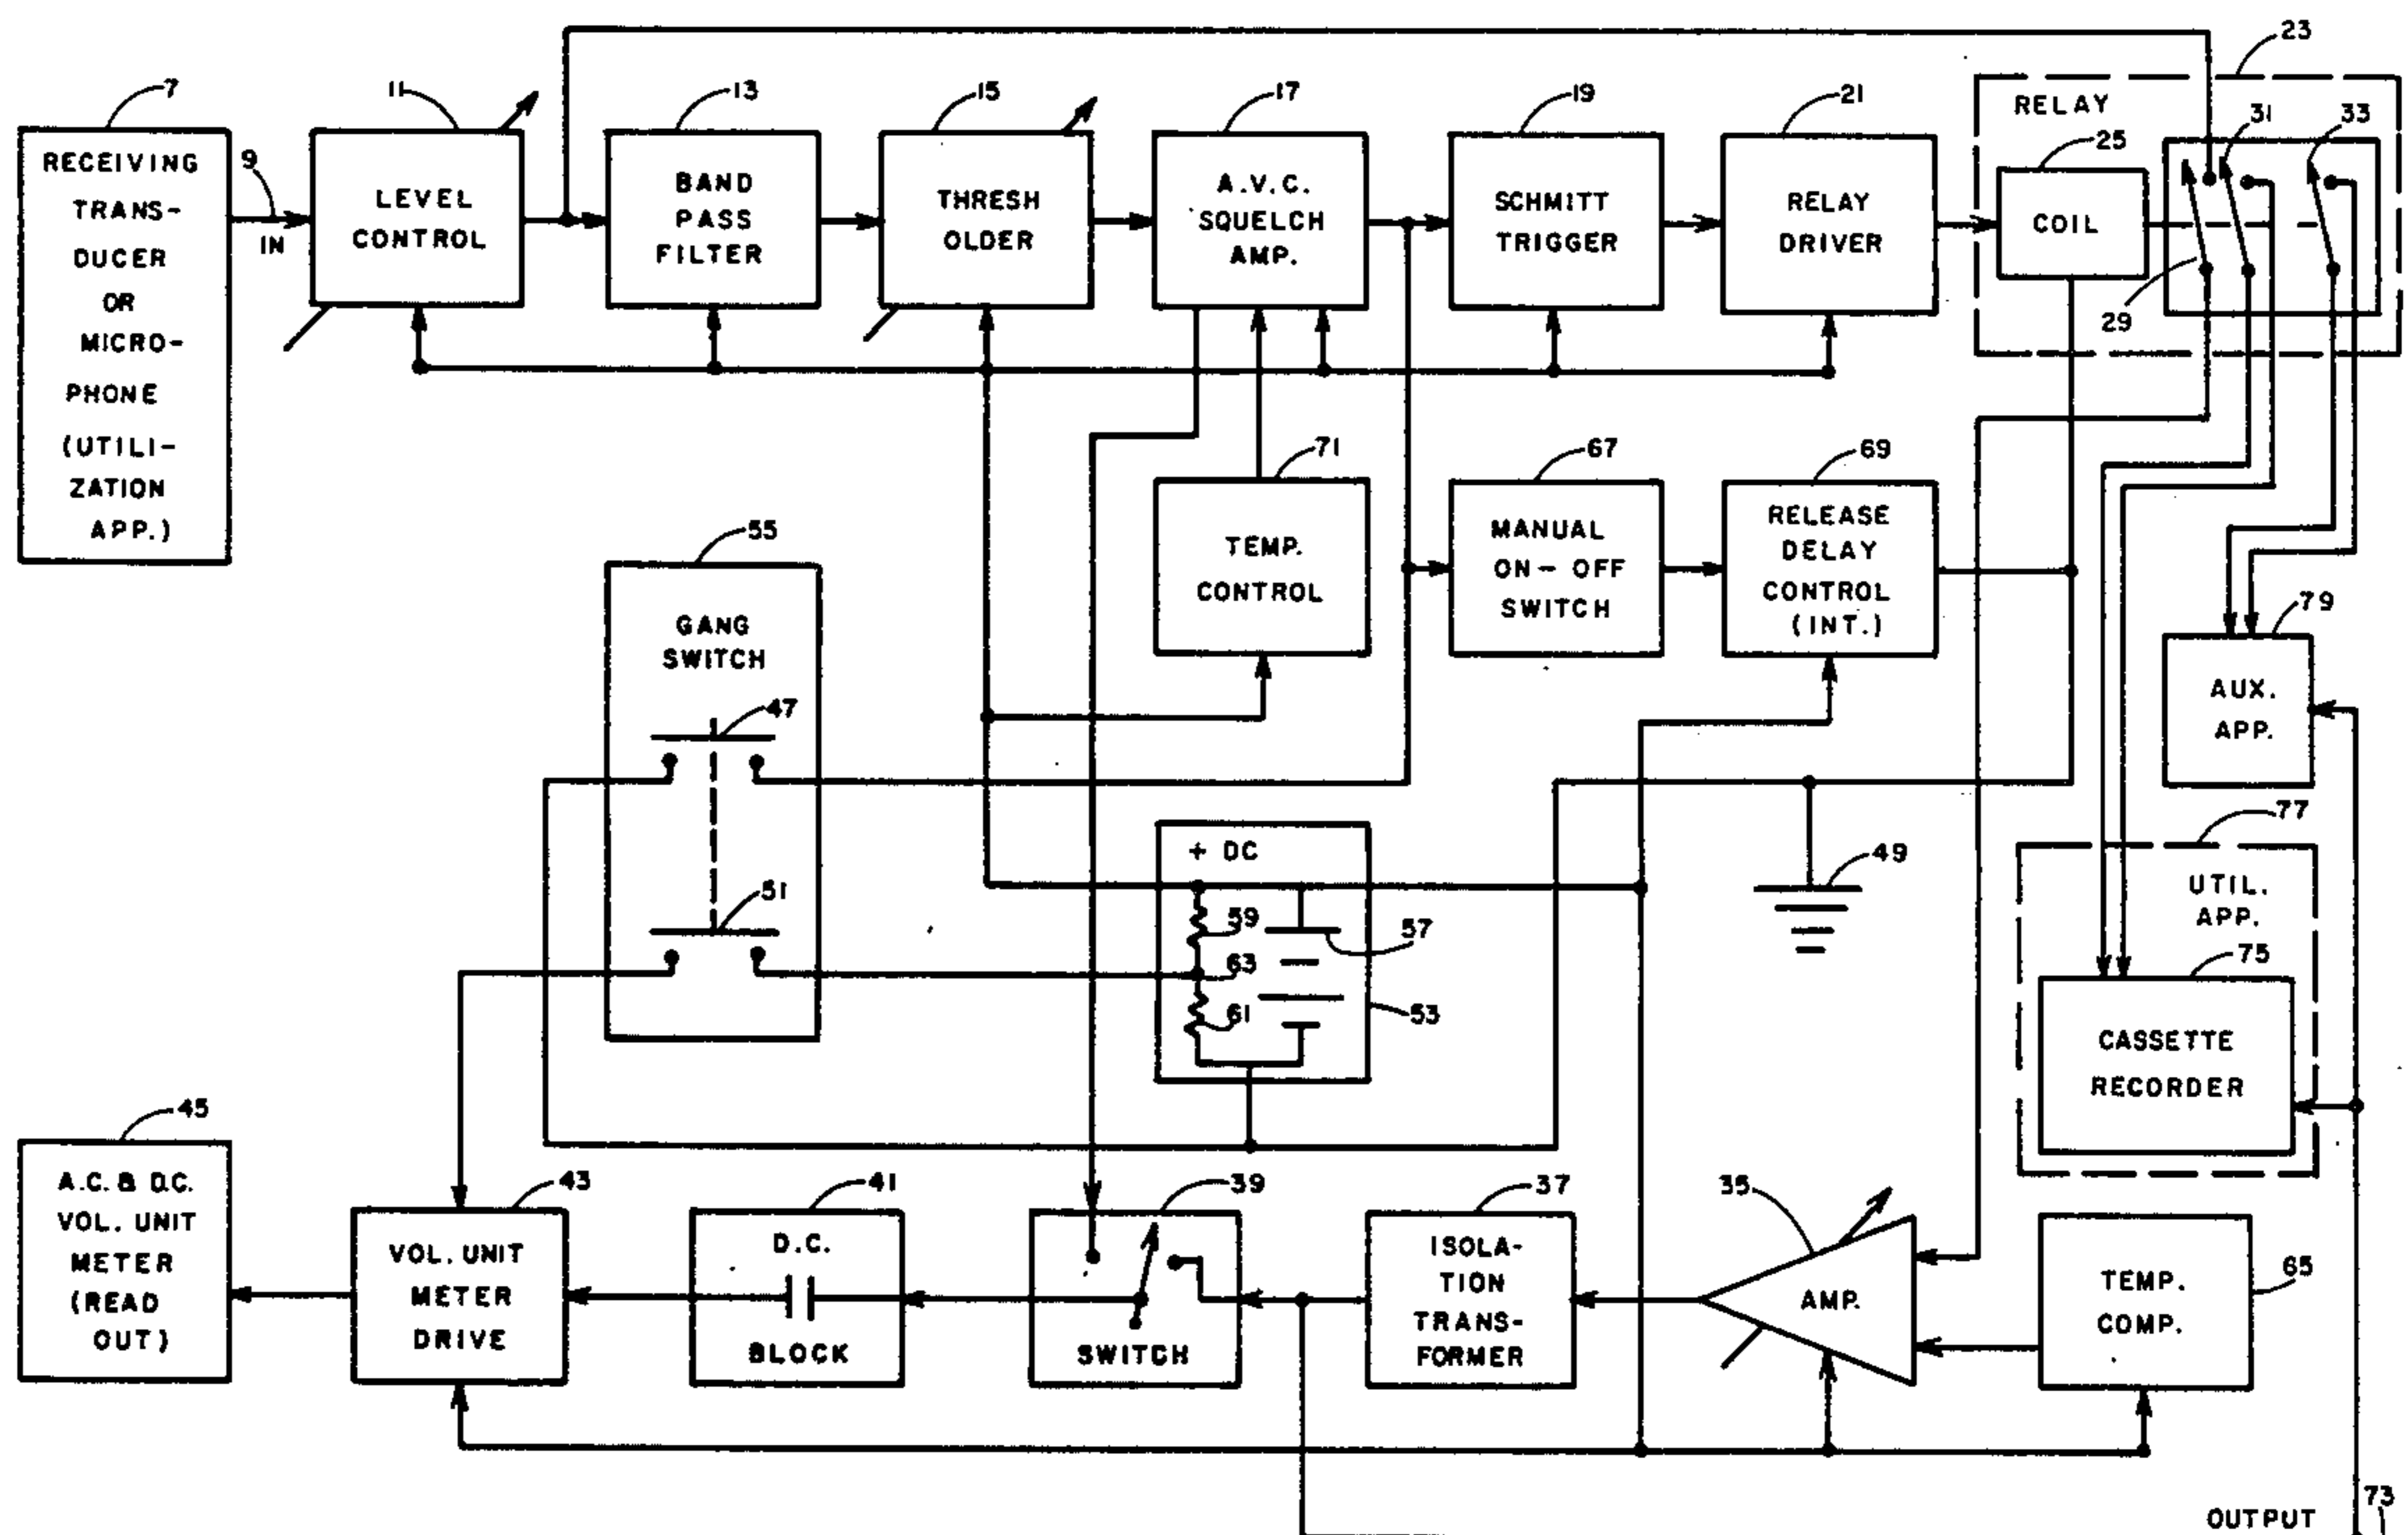 7
11
13
15
17
19
21
23
RECEIVING
TRANS-
DUCER
OR
MICRO-
PHONE
(UTILI-
ZATION
APP.)
9
IN
LEVEL
CONTROL
BAND
PASS
FILTER
THRESH
OLDER
A.V.C.
SQUELCH
AMP.
SCHMITT
TRIGGER
RELAY
DRIVER
RELAY
25
COIL
31
33
29
55
GANG
SWITCH
47
51
71
TEMP.
CONTROL
67
MANUAL
ON-OFF
SWITCH
69
RELEASE
DELAY
CONTROL
(INT.)
79
AUX.
APP.
+ DC
59
63
61
57
53
49
77
UTIL.
APP.
75
CASSETTE
RECORDER
45
A.C. & D.C.
VOL. UNIT
METER
(READ
OUT)
43
VOL. UNIT
METER
DRIVE
41
D.C.
BLOCK
39
SWITCH
37
ISOLA-
TION
TRANS-
FORMER
35
AMP.
65
TEMP.
COMP.
OUTPUT
73